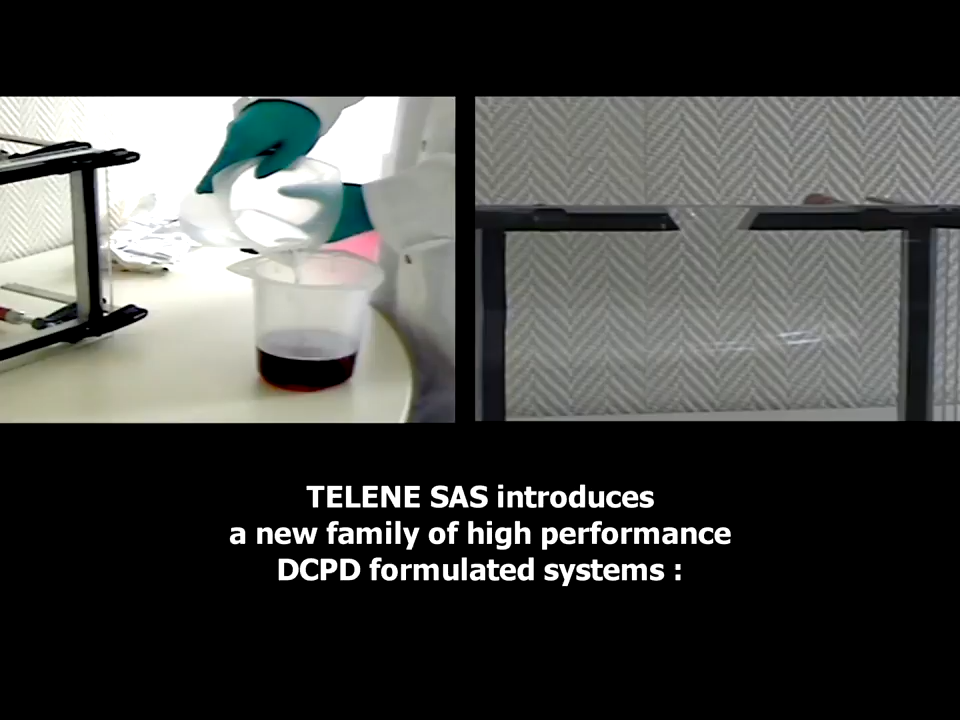 TELENE SAS introduces
a new family of high performance
DCPD formulated systems :